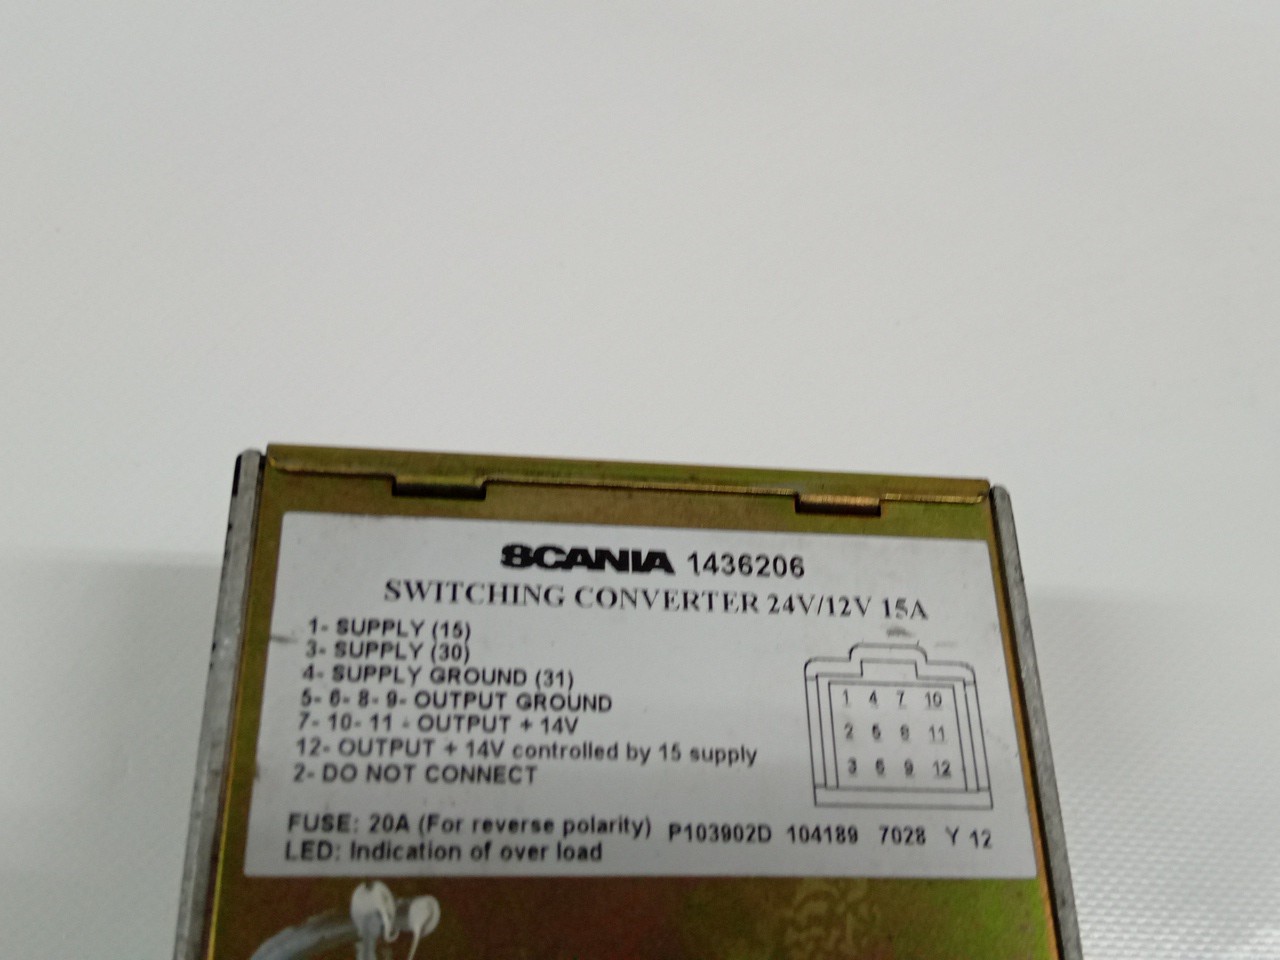 SCANIA 1436206
SWITCHING CONVERTER 24V/12V 15A
1- SUPPLY (15)
3- SUPPLY (30)
4- SUPPLY GROUND (31)
5- 6- 8- 9- OUTPUT GROUND
7- 10- 11 - OUTPUT + 14V
12- OUTPUT + 14V controlled by 15 supply
2- DO NOT CONNECT
1 4 7 10
2 5 8 11
3 6 9 12
FUSE: 20A (For reverse polarity) P103902D 104189 7028 Y 12
LED: Indication of over load